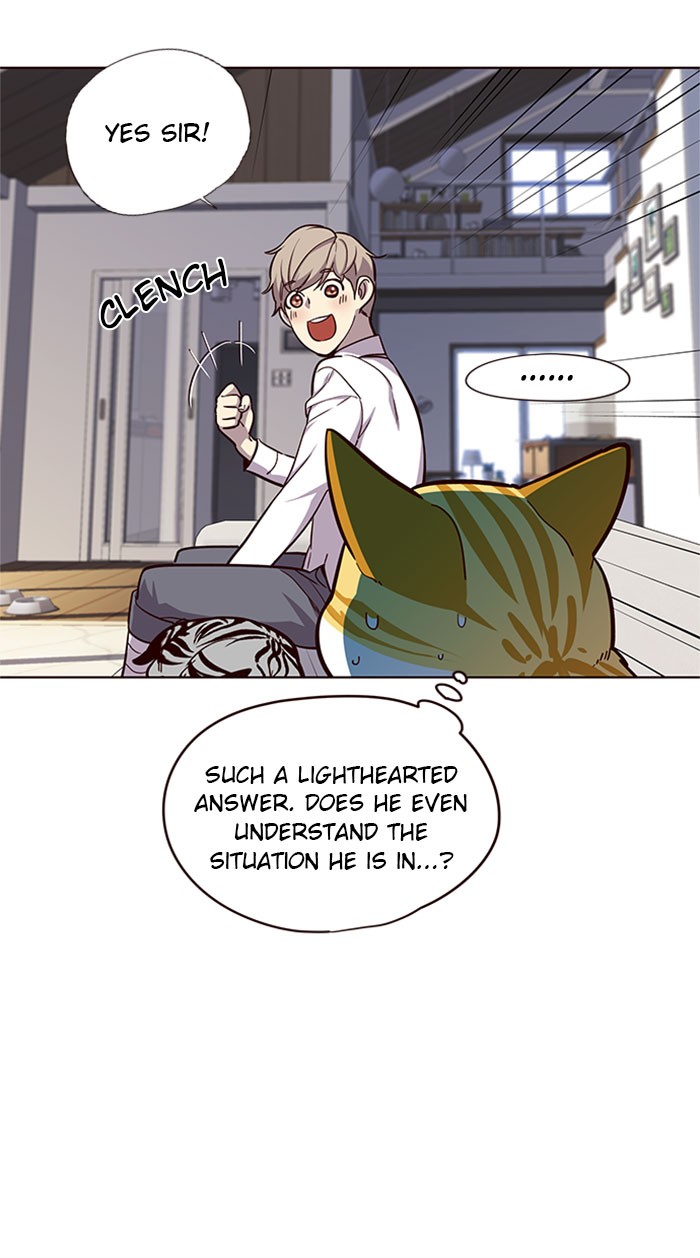 YES SIR!
CLENCH
......
SUCH A LIGHTHEARTED
ANSWER. DOES HE EVEN
UNDERSTAND THE
SITUATION HE IS IN...?